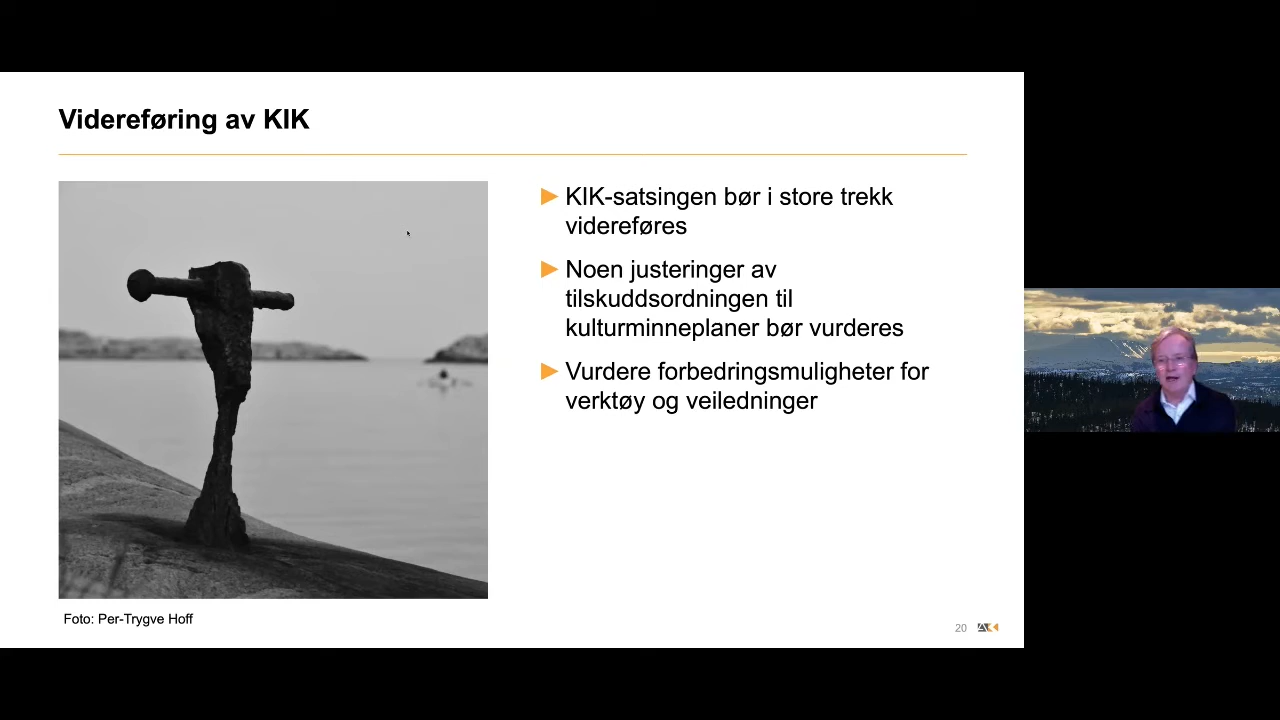 Videreføring av KIK
KIK-satsingen bør i store trekk
videreføres
Noen justeringer av
tilskuddsordningen til
kulturminneplaner bør vurderes
Vurdere forbedringsmuligheter for
verktøy og veiledninger
Foto: Per-Trygve Hoff
20